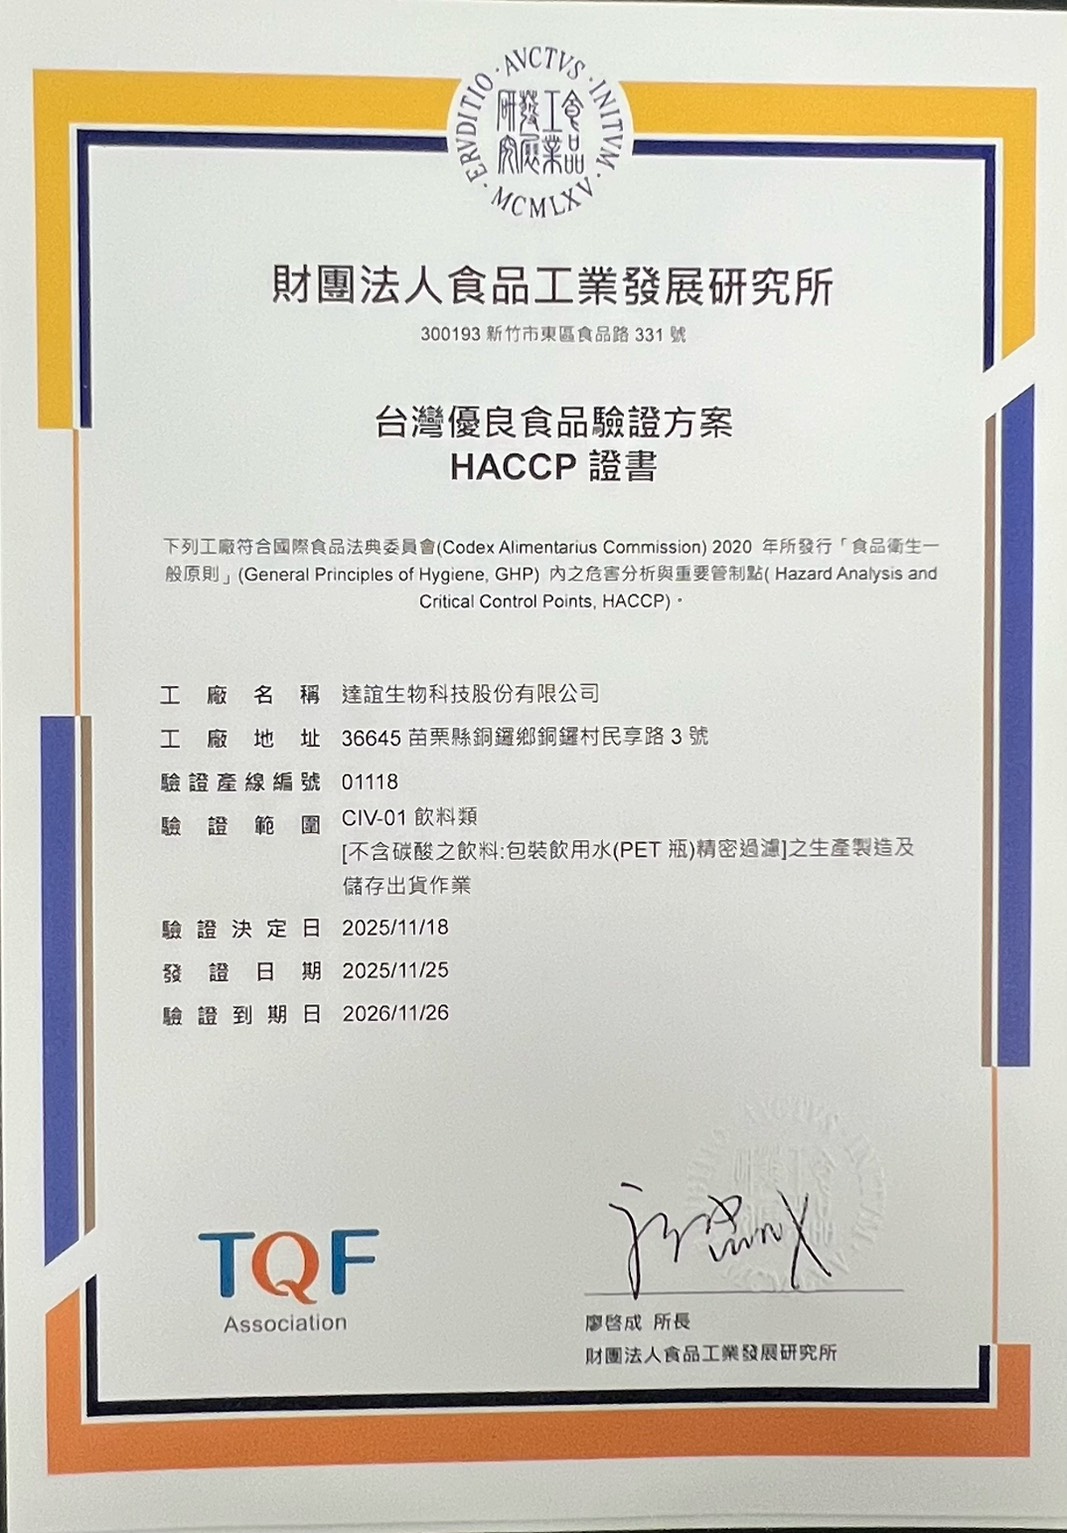 ERVDITIO · AVCTVS · INITVM · MCMLXV ·
食品工業發展研究
財團法人食品工業發展研究所
300193 新竹市東區食品路 331 號
台灣優良食品驗證方案
HACCP 證書
下列工廠符合國際食品法典委員會(Codex Alimentarius Commission) 2020 年所發行「食品衛生一
般原則」(General Principles of Hygiene, GHP) 內之危害分析與重要管制點( Hazard Analysis and
Critical Control Points, HACCP)。
工廠名稱 達誼生物科技股份有限公司
工廠地址 36645 苗栗縣銅鑼鄉銅鑼村民享路 3 號
驗證產線編號 01118
驗證範圍 CIV-01 飲料類
[不含碳酸之飲料:包裝飲用水(PET 瓶)精密過濾]之生產製造及
儲存出貨作業
驗證決定日 2025/11/18
發證日期 2025/11/25
驗證到期日 2026/11/26
TQF
Association
廖啓成 所長
財團法人食品工業發展研究所